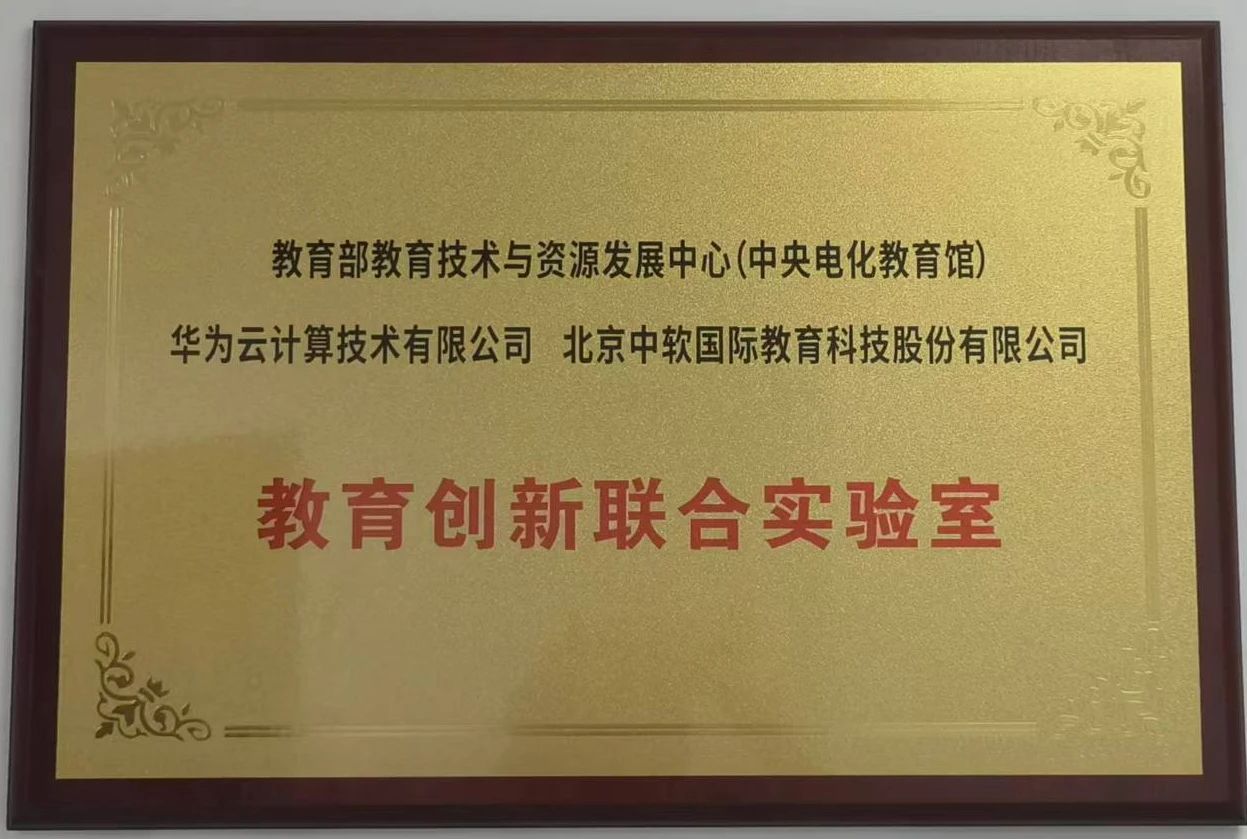 教育部教育技术与资源发展中心(中央电化教育馆)
华为云计算技术有限公司 北京中软国际教育科技股份有限公司
教育创新联合实验室